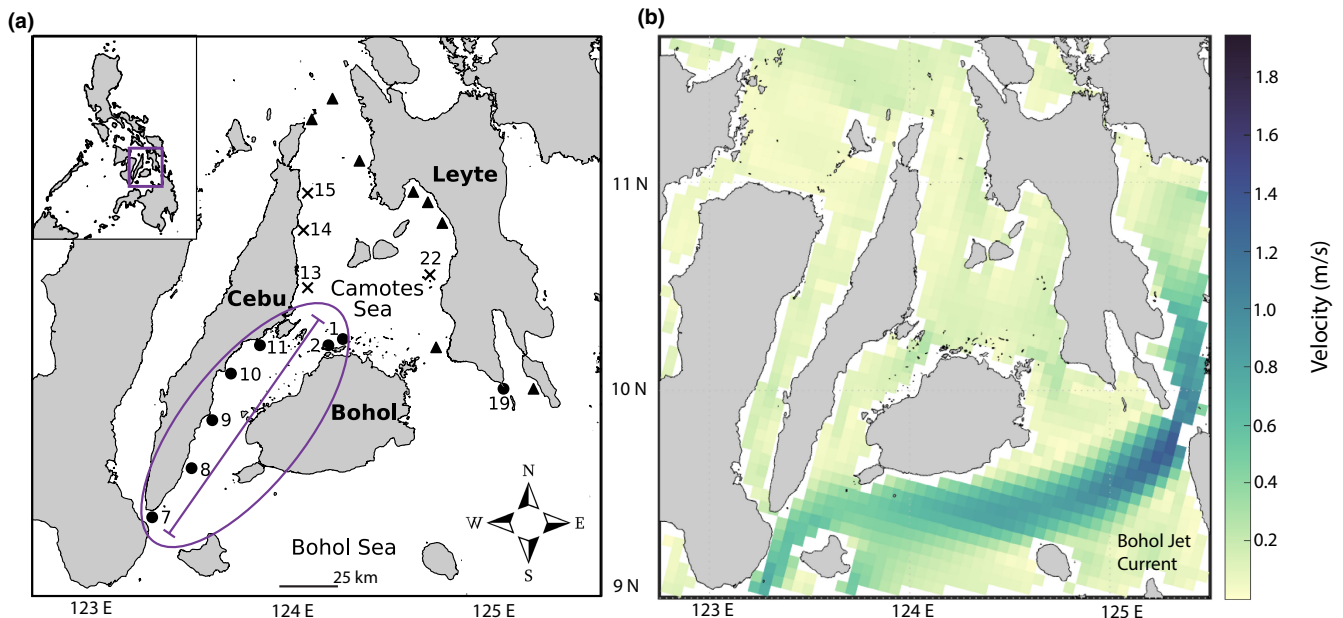 (a)
15
Leyte
14
22
13
Camotes
Sea
Cebu
1
2
11
10
Bohol
19
9
8
N
7
W
E
Bohol Sea
S
25 km
123 E
124 E
125 E
(b)
11 N
10 N
9 N
Bohol Jet
Current
123 E
124 E
125 E
1.8
1.6
1.4
1.2
1.0
0.8
0.6
0.4
0.2
Velocity (m/s)